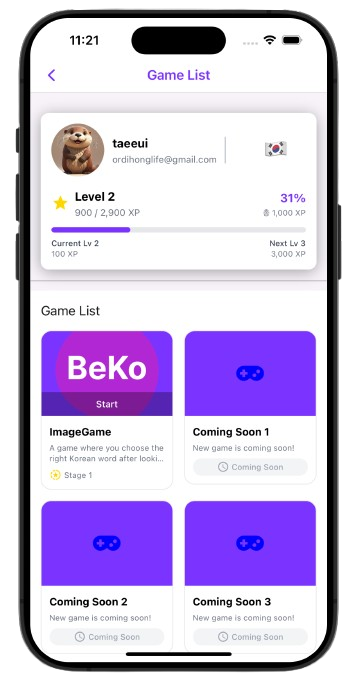 11:21
Game List
taeeui
ordihonglife@gmail.com
Level 2
31%
900 / 2,900 XP
1,000 XP
Current Lv 2
Next Lv 3
100 XP
3,000 XP
Game List
BeKo
Start
ImageGame
A game where you choose the
right Korean word after looki...
Stage 1
Coming Soon 1
New game is coming soon!
Coming Soon
Coming Soon 2
New game is coming soon!
Coming Soon
Coming Soon 3
New game is coming soon!
Coming Soon